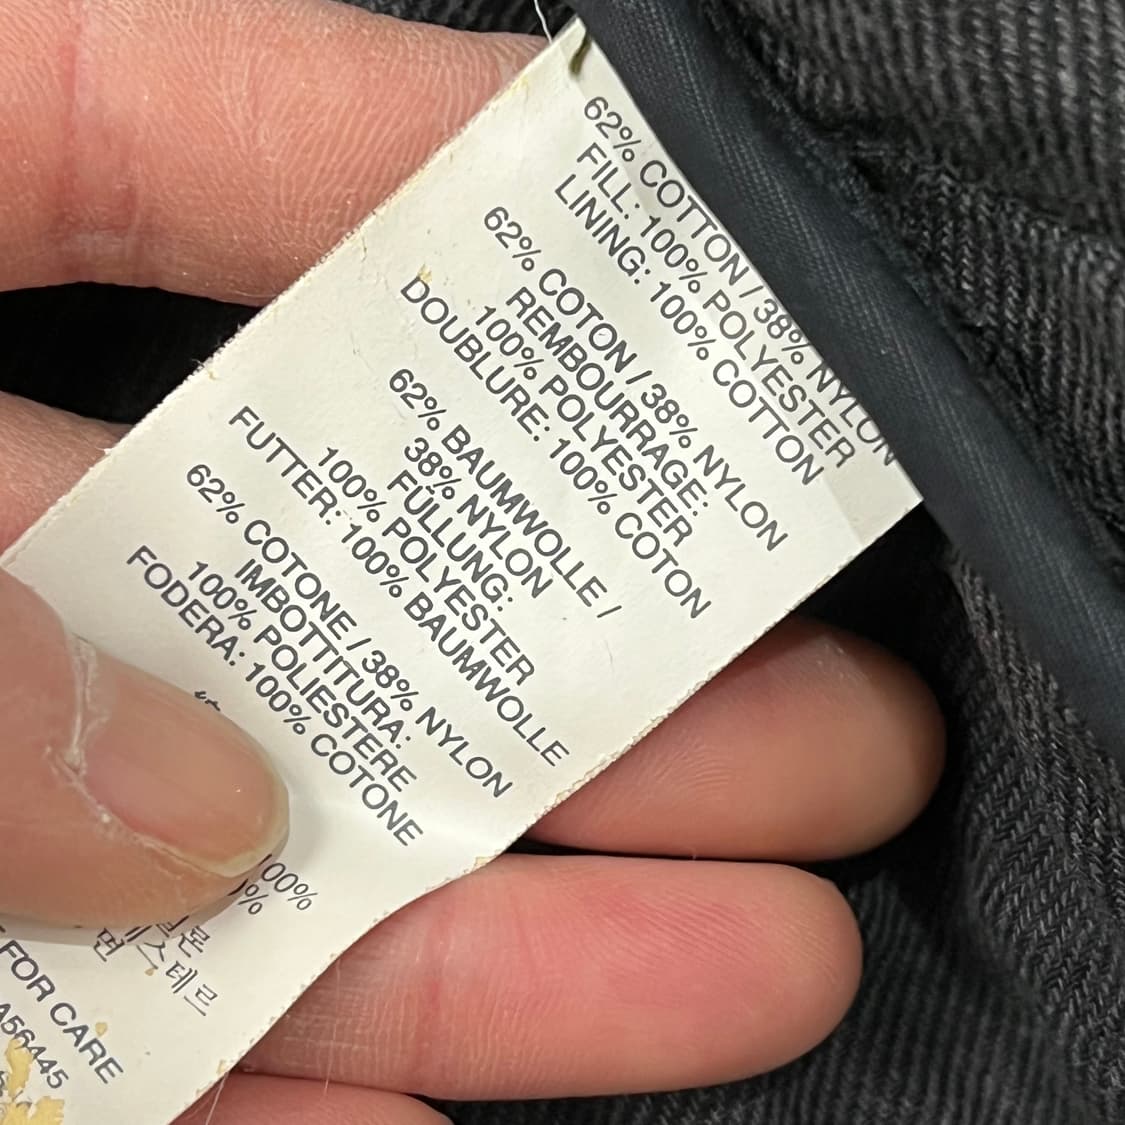 62% COTTON / 38% NYLON
FILL: 100% POLYESTER
LINING: 100% COTTON
62% COTON / 38% NYLON
REMBOURRAGE:
100% POLYESTER
DOUBLURE: 100% COTON
62% BAUMWOLLE /
38% NYLON
FÜLLUNG:
100% POLYESTER
FUTTER: 100% BAUMWOLLE
62% COTONE / 38% NYLON
IMBOTTITURA:
100% POLIESTERE
FODERA: 100% COTONE
100%
면
FOR CARE